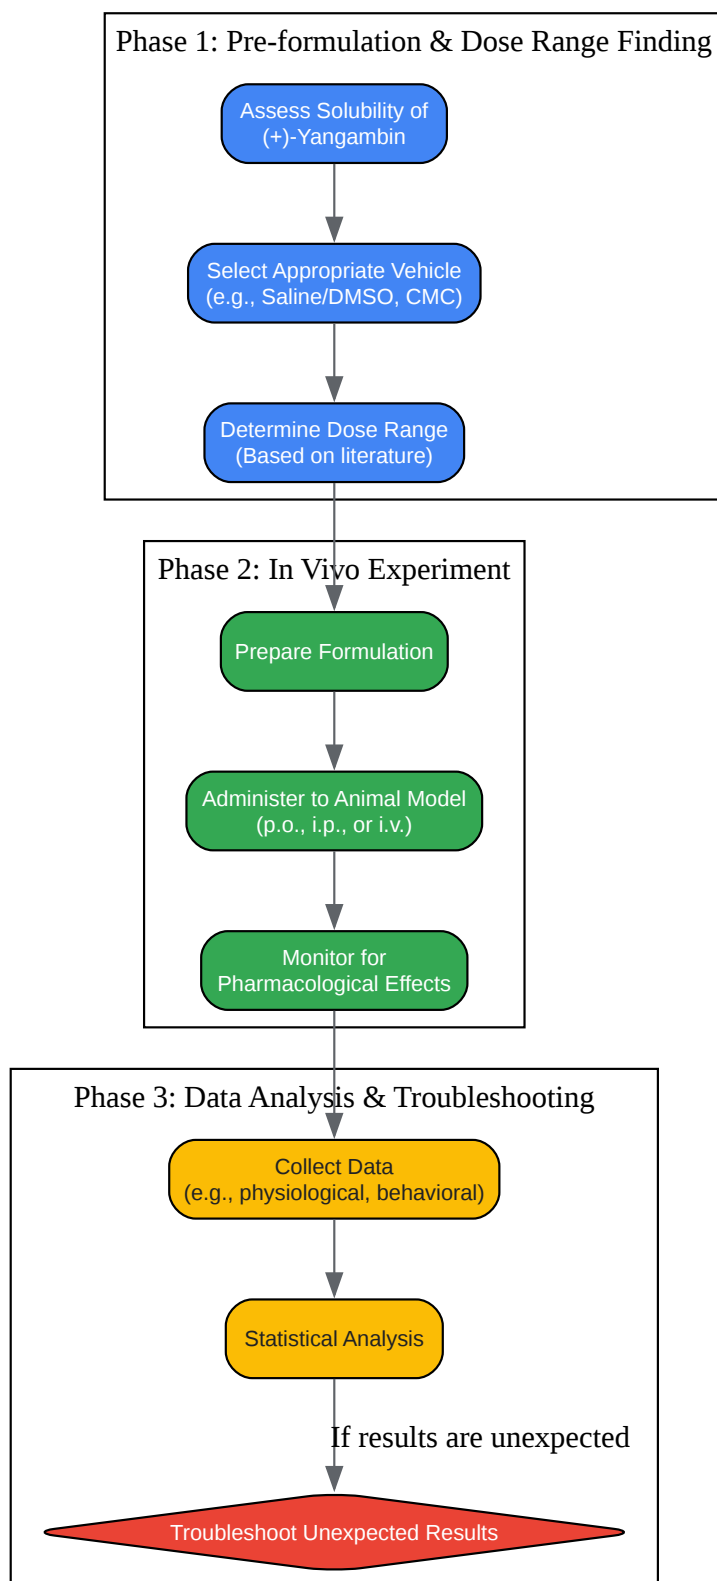 Phase 1: Pre-formulation & Dose Range Finding
Assess Solubility of
(+)-Yangambin
Select Appropriate Vehicle
(e.g., Saline/DMSO, CMC)
Determine Dose Range
(Based on literature)
Phase 2: In Vivo Experiment
Prepare Formulation
Administer to Animal Model
(p.o., i.p., or i.v.)
Monitor for
Pharmacological Effects
Phase 3: Data Analysis & Troubleshooting
Collect Data
(e.g., physiological, behavioral)
Statistical Analysis
If results are unexpected
Troubleshoot Unexpected Results